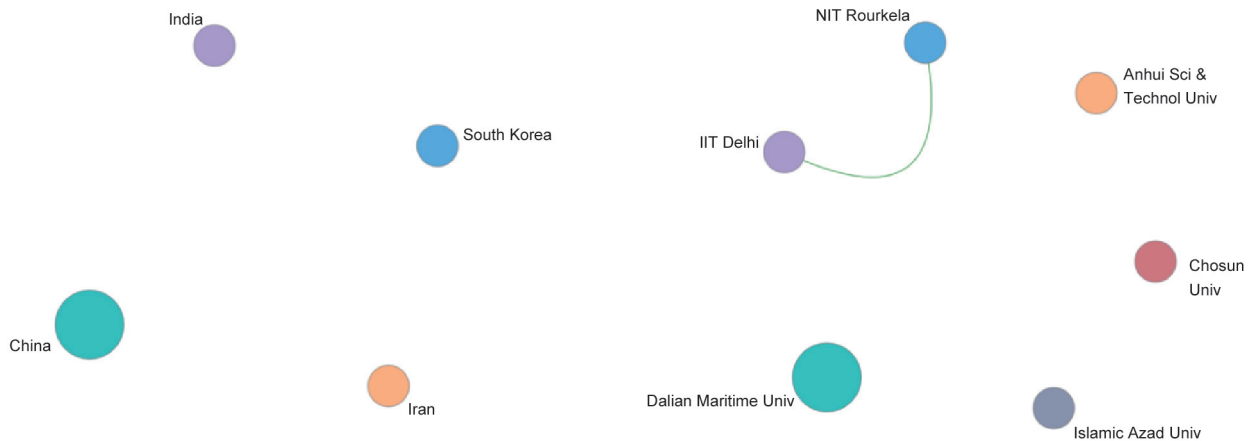 India
South Korea
China
Iran
NIT Rourkela
IIT Delhi
Anhui Sci &
Technol Univ
Chosun
Univ
Dalian Maritime Univ
Islamic Azad Univ